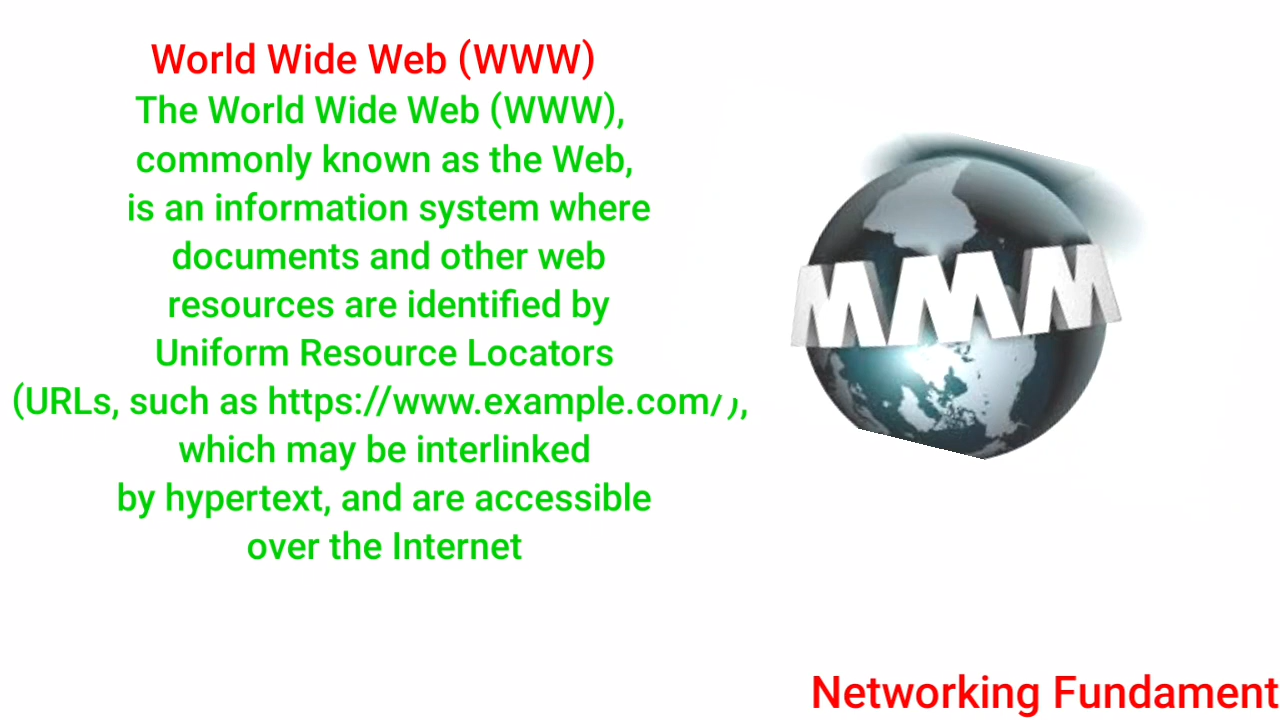 World Wide Web (WWW)
The World Wide Web (WWW),
commonly known as the Web,
is an information system where
documents and other web
resources are identified by
Uniform Resource Locators
(URLs, such as https://www.example.com/),
which may be interlinked
by hypertext, and are accessible
over the Internet
WWW
Networking Fundament